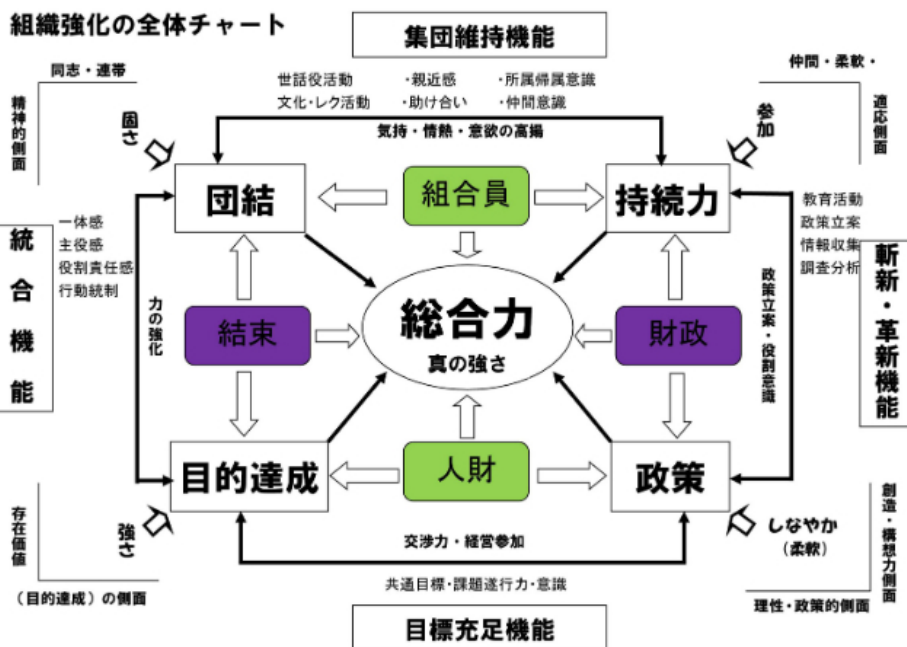 組織強化の全体チャート
集団維持機能
同志・連帯
精神的側面
固さ
世話役活動 ・親近感 ・所属帰属意識
文化・レク活動 ・助け合い ・仲間意識
気持・情熱・意欲の高揚
仲間・柔軟・
適応側面
参加
団結
組合員
持続力
統合機能
一体感
主役感
役割責任感
行動統制
力の強化
教育活動
政策立案
情報収集
調査分析
政策立案・役割意識
斬新・革新機能
結束
総合力
真の強さ
財政
目的達成
人財
政策
存在価値
強さ
(目的達成)の側面
交渉力・経営参加
共通目標・課題遂行力・意識
目標充足機能
しなやか
(柔軟)
創造・構想力側面
理性・政策的側面